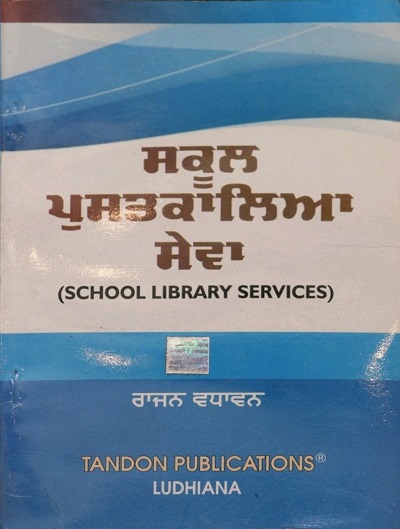 ਸਕੂਲ
ਪੁਸਤਕਾਲਿਆ
ਸੇਵਾ
(SCHOOL LIBRARY SERVICES)
ਰਾਜਨ ਵਧਾਵਨ
TANDON PUBLICATIONS®
LUDHIANA